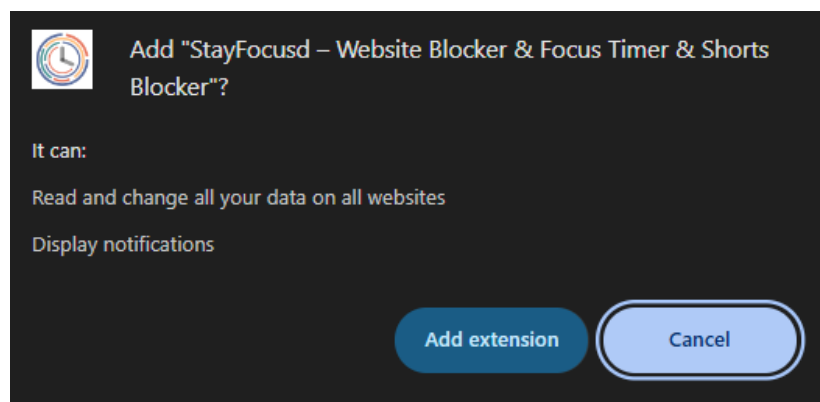 Add "StayFocusd – Website Blocker & Focus Timer & Shorts
Blocker"?
It can:
Read and change all your data on all websites
Display notifications
Add extension
Cancel